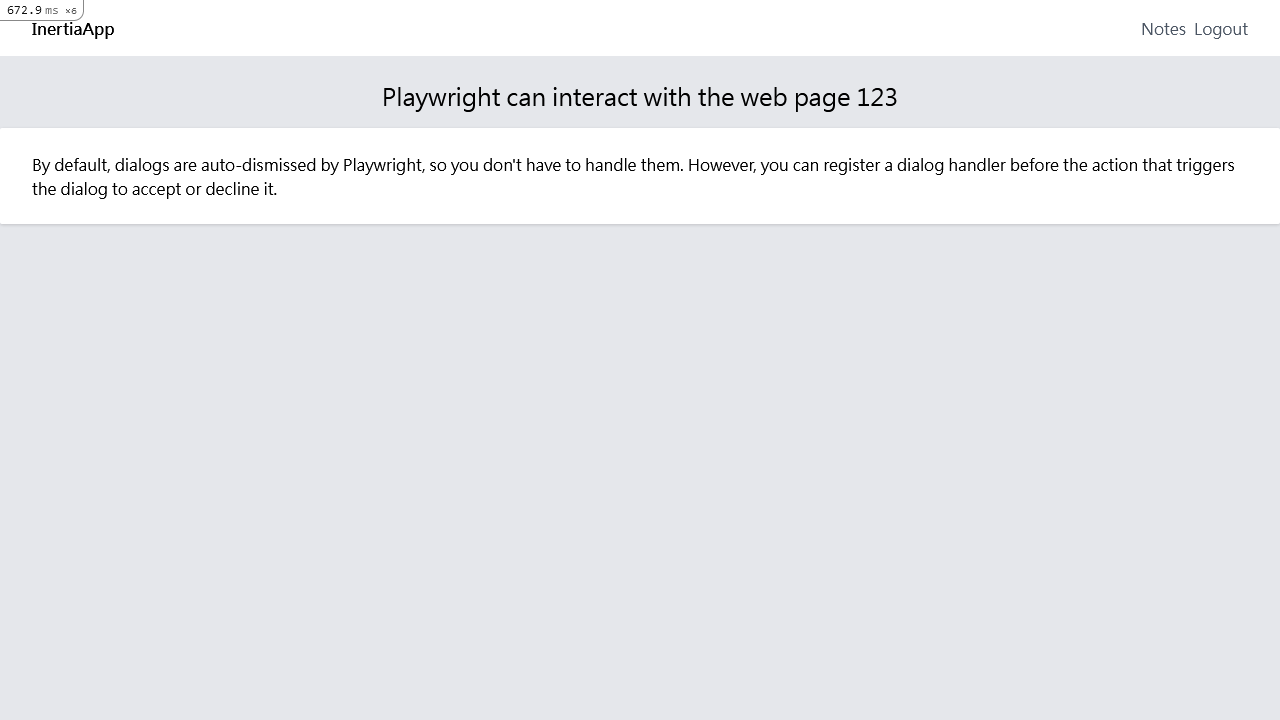 672.9 ms ×6
InertiaApp
Notes Logout
Playwright can interact with the web page 123
By default, dialogs are auto-dismissed by Playwright, so you don't have to handle them. However, you can register a dialog handler before the action that triggers
the dialog to accept or decline it.